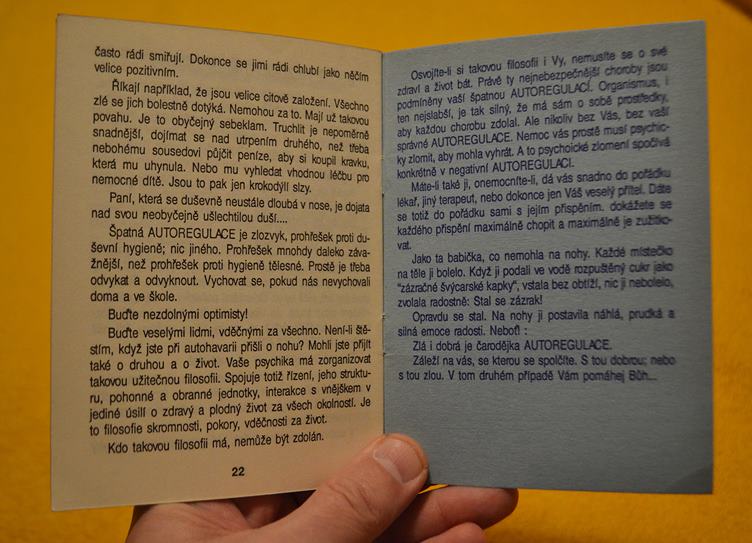 často rádi smiřují. Dokonce se jimi rádi chlubí jako něčím
velice pozitivním.
Říkají například, že jsou velice citově založení. Všechno
zlé se jich bolestně dotýká. Nemohou za to. Mají už takovou
povahu. Je to obyčejný sebeklam. Truchlit je nepoměrně
snadnější, dojímat se nad utrpením druhého, než třeba
nebohému sousedovi půjčit peníze, aby si koupil kravku,
která mu uhynula. Nebo mu vyhledat vhodnou léčbu pro
nemocné dítě. Jsou to pak jen krokodýlí slzy.
Paní, která se duševně neustále dloubá v nose, je dojata
nad svou neobyčejně ušlechtilou duší....
Špatná AUTOREGULACE je zlozvyk, prohřešek proti du-
ševní hygieně; nic jiného. Prohřešek mnohdy daleko záva-
žnější, než prohřešek proti hygieně tělesné. Prostě je třeba
odvykat a odvyknout. Vychovat se, pokud nás nevychovali
doma a ve škole.
Buďte nezdolnými optimisty!
Buďte veselými lidmi, vděčnými za všechno. Není-li ště-
stím, když jste při autohavarii přišli o nohu? Mohli jste přijít
také o druhou a o život. Vaše psychika má zorganizovat
takovou užitečnou filosofii. Spojuje totiž řízení, jeho struktu-
ru, pohonné a obranné jednotky, interakce s vnějškem v
jediné úsilí o zdravý a plodný život za všech okolností. Je
to filosofie skromnosti, pokory, vděčnosti za život.
Kdo takovou filosofii má, nemůže být zdolán.
22
Osvojíte-li si takovou filosofii i Vy, nemusíte se o své
zdraví a život bát. Právě ty nejnebezpečnější choroby jsou
podmíněny vaší špatnou AUTOREGULACÍ. Organismus, i
ten nejslabší, je tak silný, že má sám o sobě prostředky,
aby každou chorobu zdolal. Ale nikoliv bez Vás, bez vaší
správné AUTOREGULACE. Nemoc vás prostě musí psychic-
ky zlomit, aby mohla vyhrát. A to psychoické zlomení spočívá
konkrétně v negativní AUTOREGULACI.
Máte-li také ji, onemocníte-li, dá vás snadno do pořádku
lékař, jiný terapeut, nebo dokonce jen Váš veselý přítel. Dáte
se totiž do pořádku sami s jejím přispěním. dokážete se
každého přispění maximálně chopit a maximálně je zužitko-
vat.
Jako ta babička, co nemohla na nohy. Každé místečko
na těle ji bolelo. Když ji podali ve vodě rozpuštěný cukr jako
"zázračné švýcarské kapky", vstala bez obtíží, nic ji nebolelo,
zvolala radostně: Stal se zázrak!
Opravdu se stal. Na nohy ji postavila náhlá, prudká a
silná emoce radosti. Neboť :
Zlá i dobrá je čarodějka AUTOREGULACE.
Záleží na vás, se kterou se spolčíte. S tou dobrou; nebo
s tou zlou. V tom druhém případě Vám pomáhej Bůh...